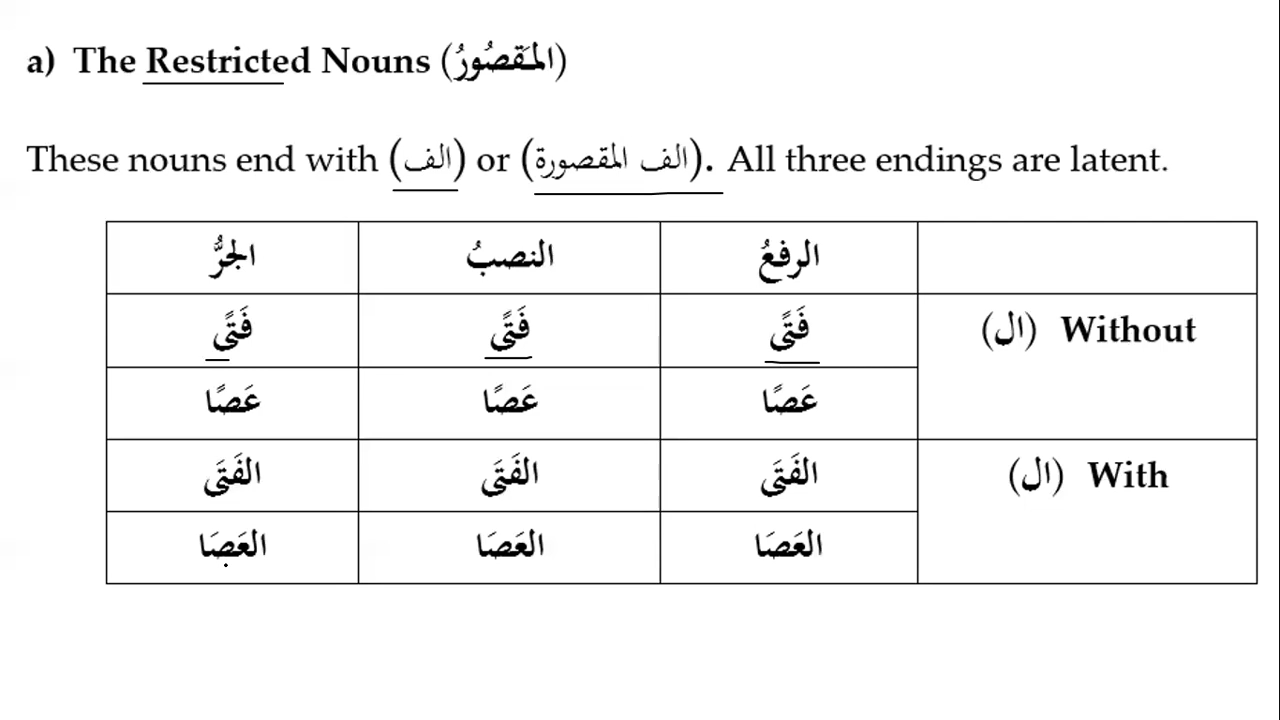 a) The Restricted Nouns (المَقصُورُ)
These nouns end with (الف) or (الف المقصورة). All three endings are latent.
الرفعُ النصبُ الجرُّ
Without (ال) فَتًى فَتًى فَتًى
عَصًا عَصًا عَصًا
With (ال) الفَتَى الفَتَى الفَتَى
العَصَا العَصَا العَصَا